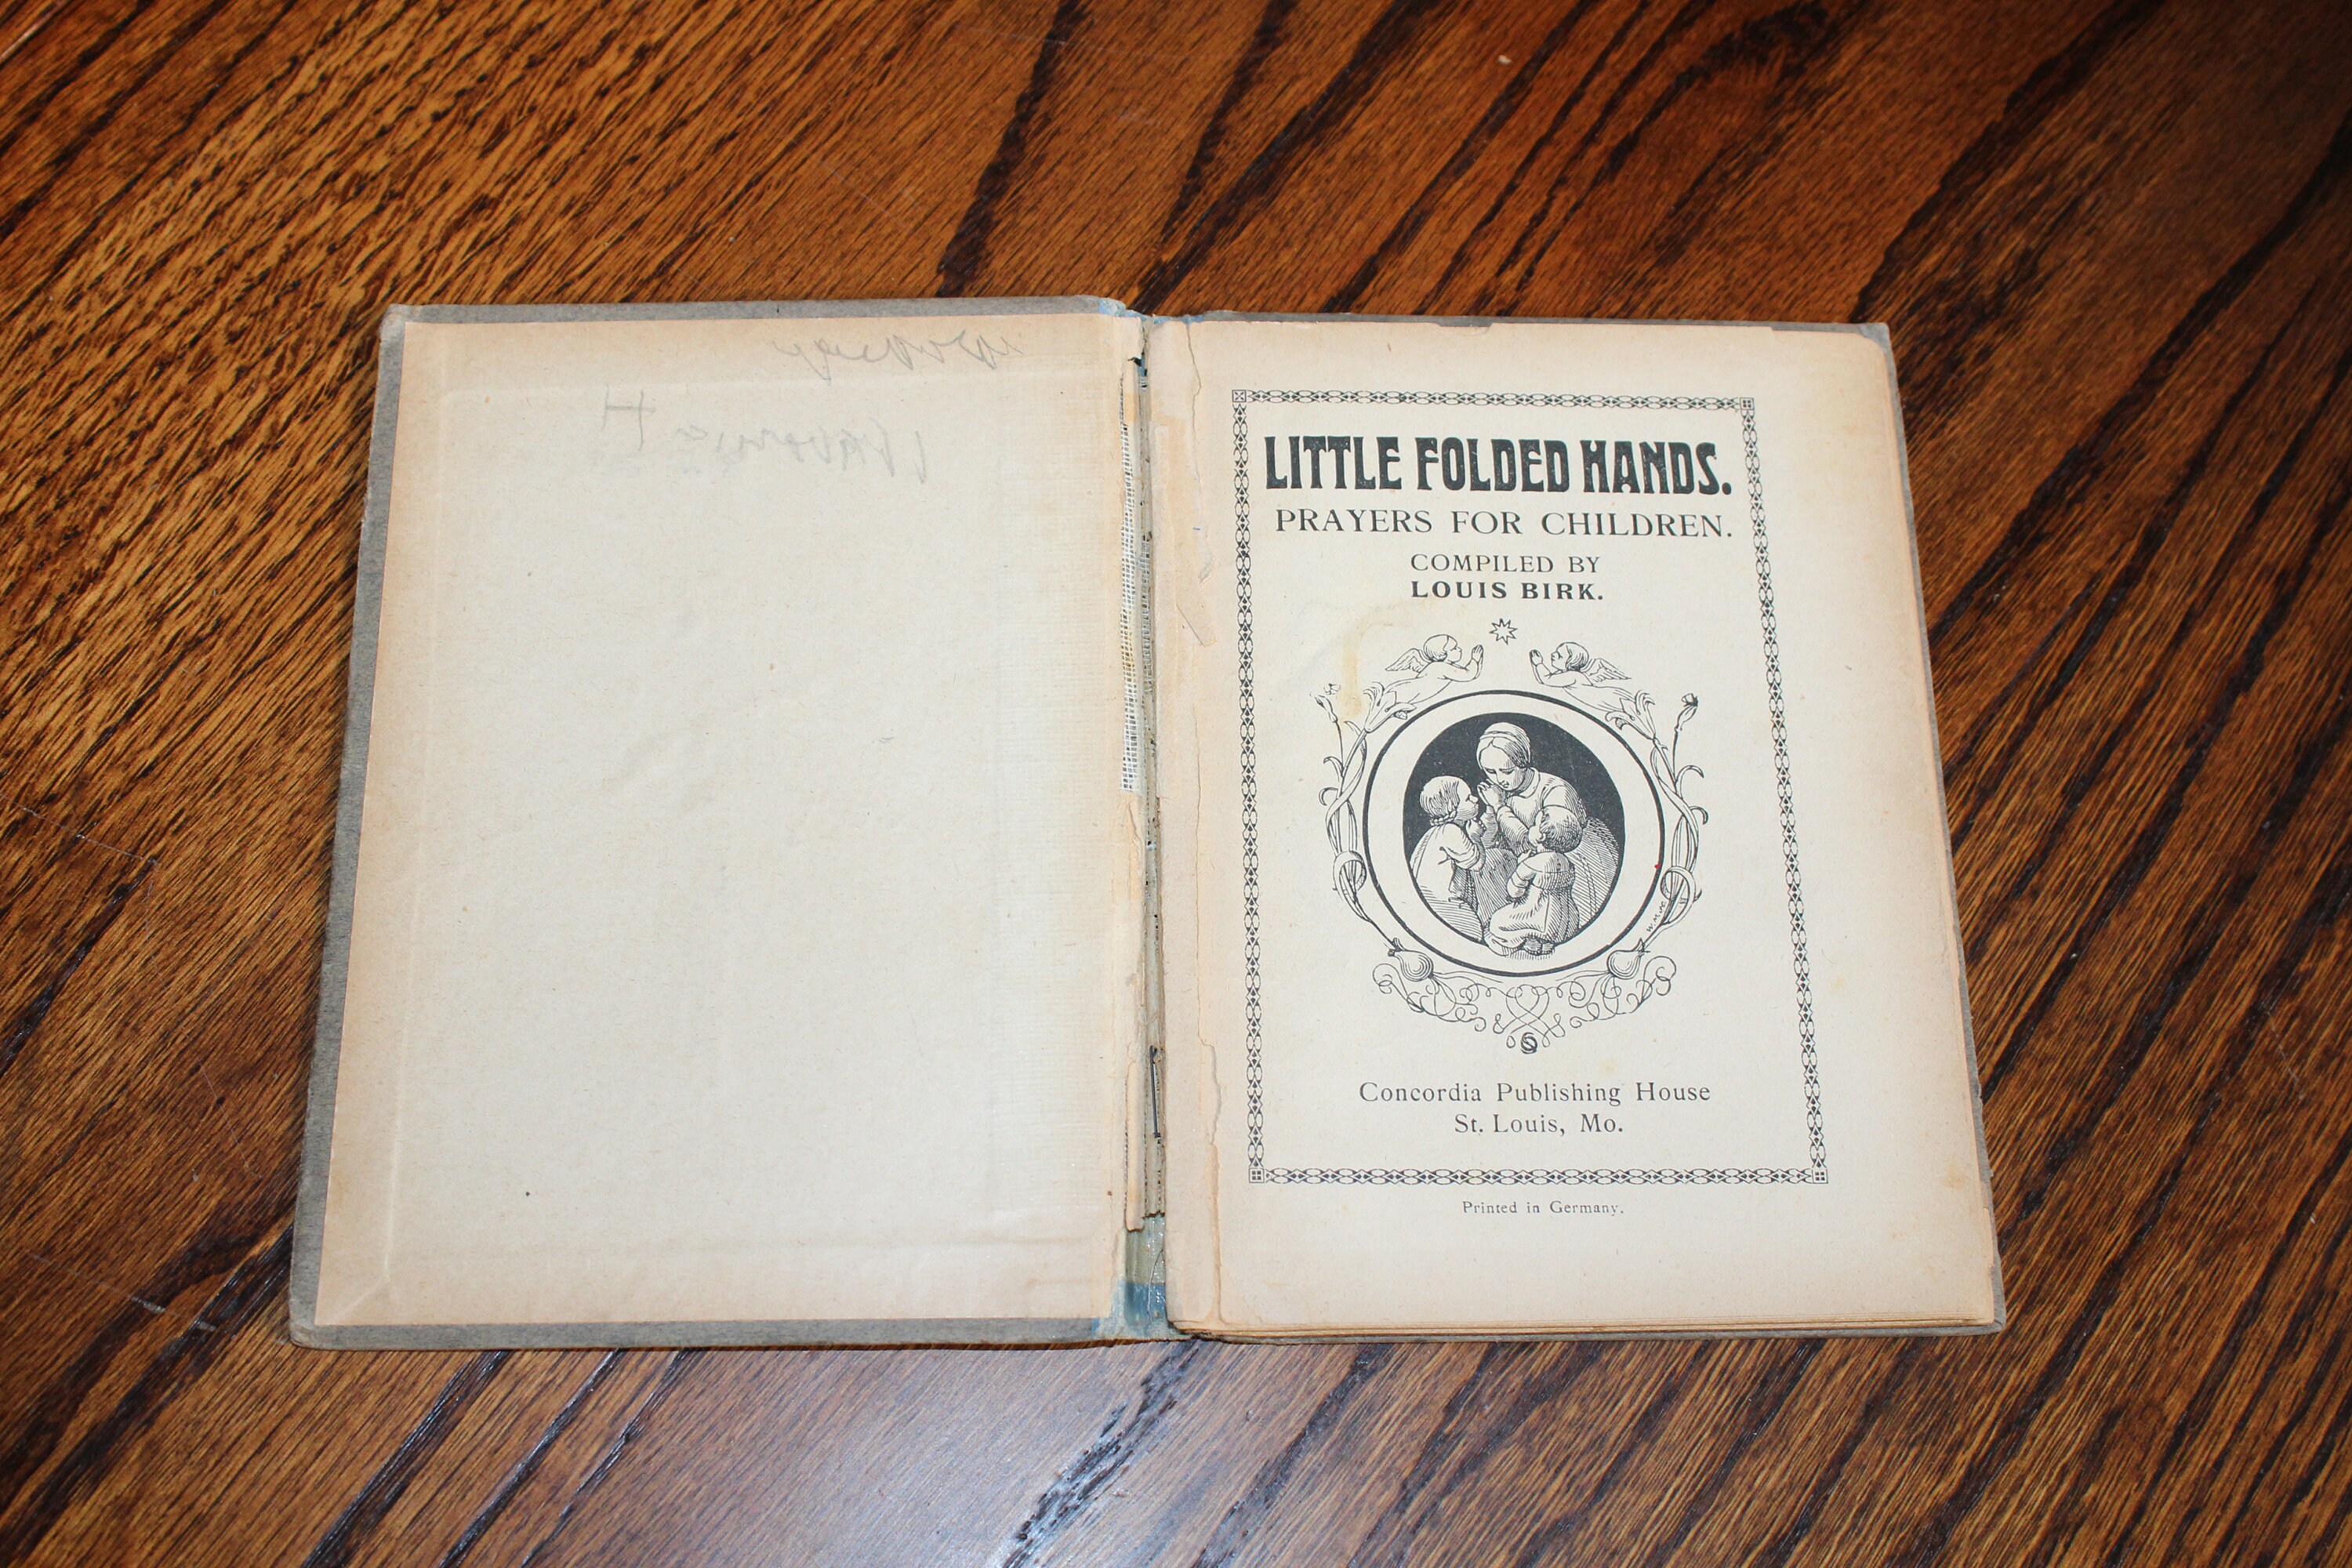 LITTLE FOLDED HANDS.
PRAYERS FOR CHILDREN.
COMPILED BY
LOUIS BIRK.
Concordia Publishing House
St. Louis, Mo.
Printed in Germany.